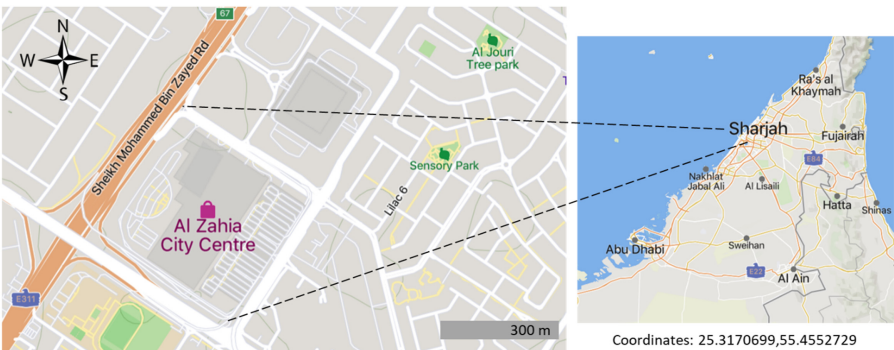 67
N
W
E
S
Sheikh Mohammed Bin Zayed Rd
Al Jouri
Tree park
T
Sensory Park
Lilac 6
Al Zahia
City Centre
E311
300 m
Ra's al
Khaymah
Sharjah
Fujairah
E84
Nakhlat
Jabal Ali
Al Lisaili
Hatta
Shinas
Abu Dhabi
Sweihan
E22
Al Ain
Coordinates: 25.3170699,55.4552729